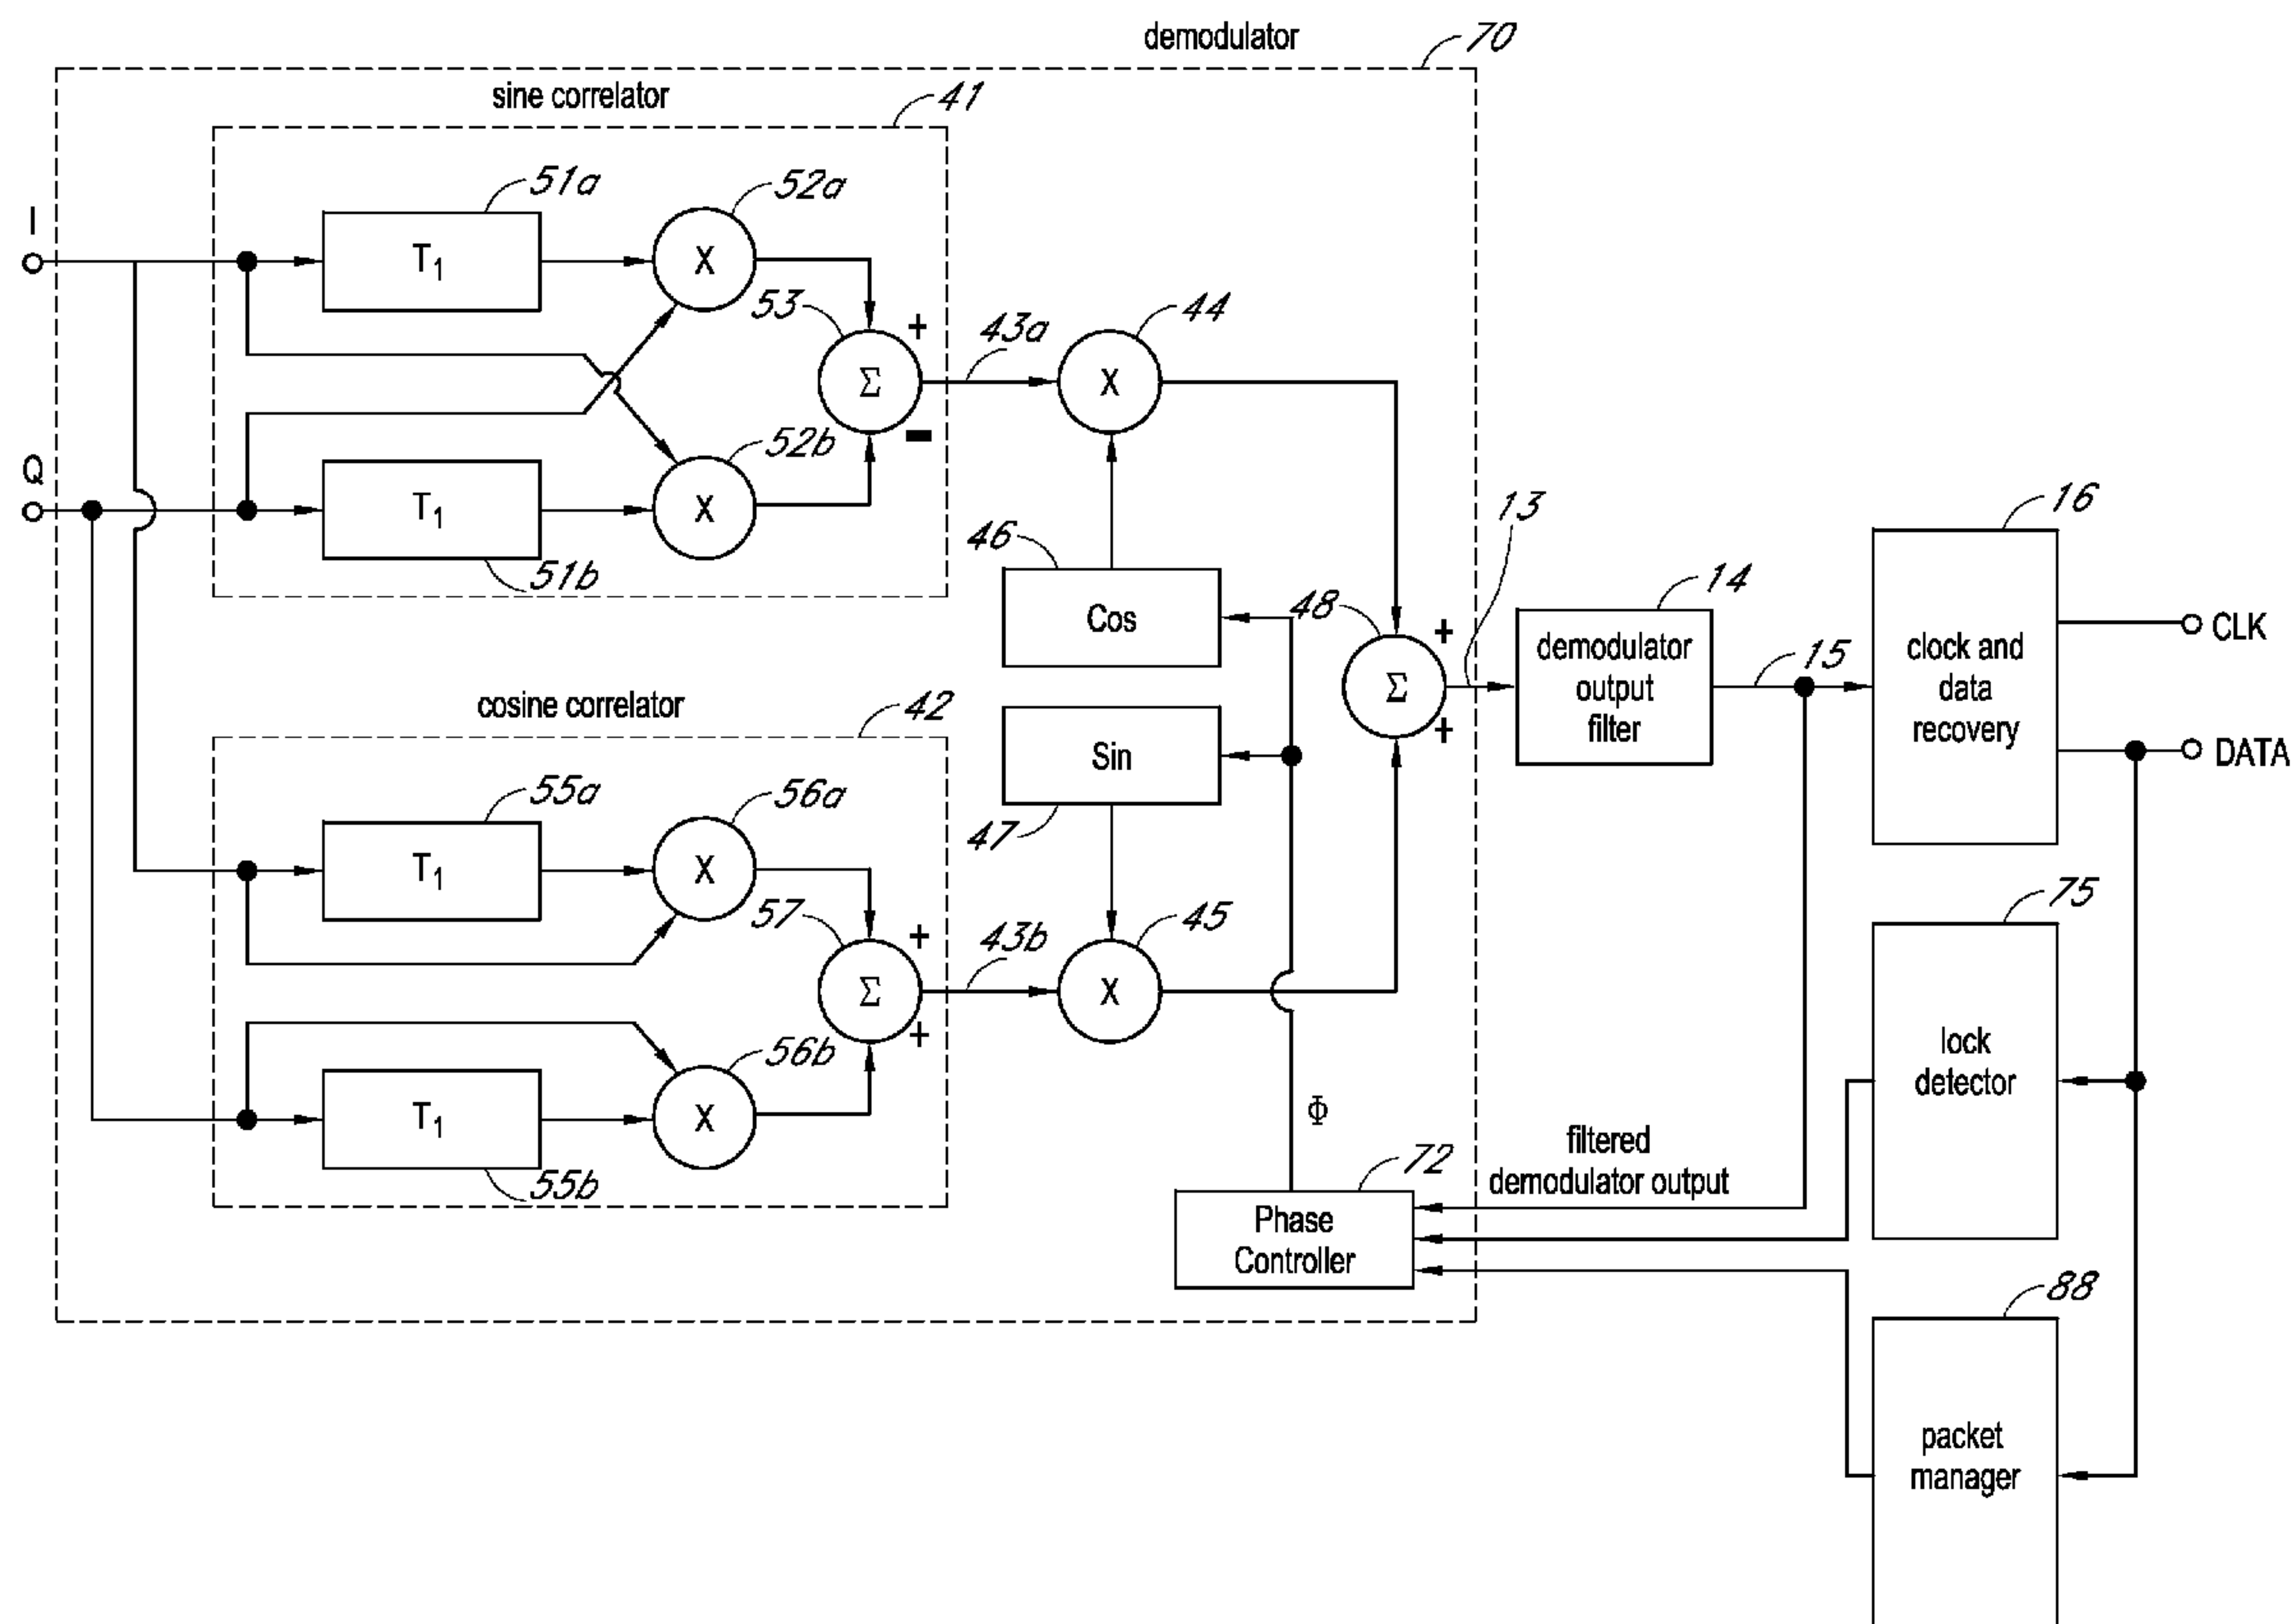 demodulator
70
sine correlator
41
51a
52a
I
T1
X
53
+
43a
44
Σ
X
-
Q
52b
T1
X
51b
46
Cos
48
+
13
14
16
Σ
+
demodulator
output
filter
15
clock and
data
recovery
CLK
DATA
cosine correlator
42
Sin
47
55a
56a
T1
X
57
+
43b
45
Σ
X
+
56b
T1
X
55b
Φ
75
lock
detector
filtered
demodulator output
72
Phase
Controller
88
packet
manager